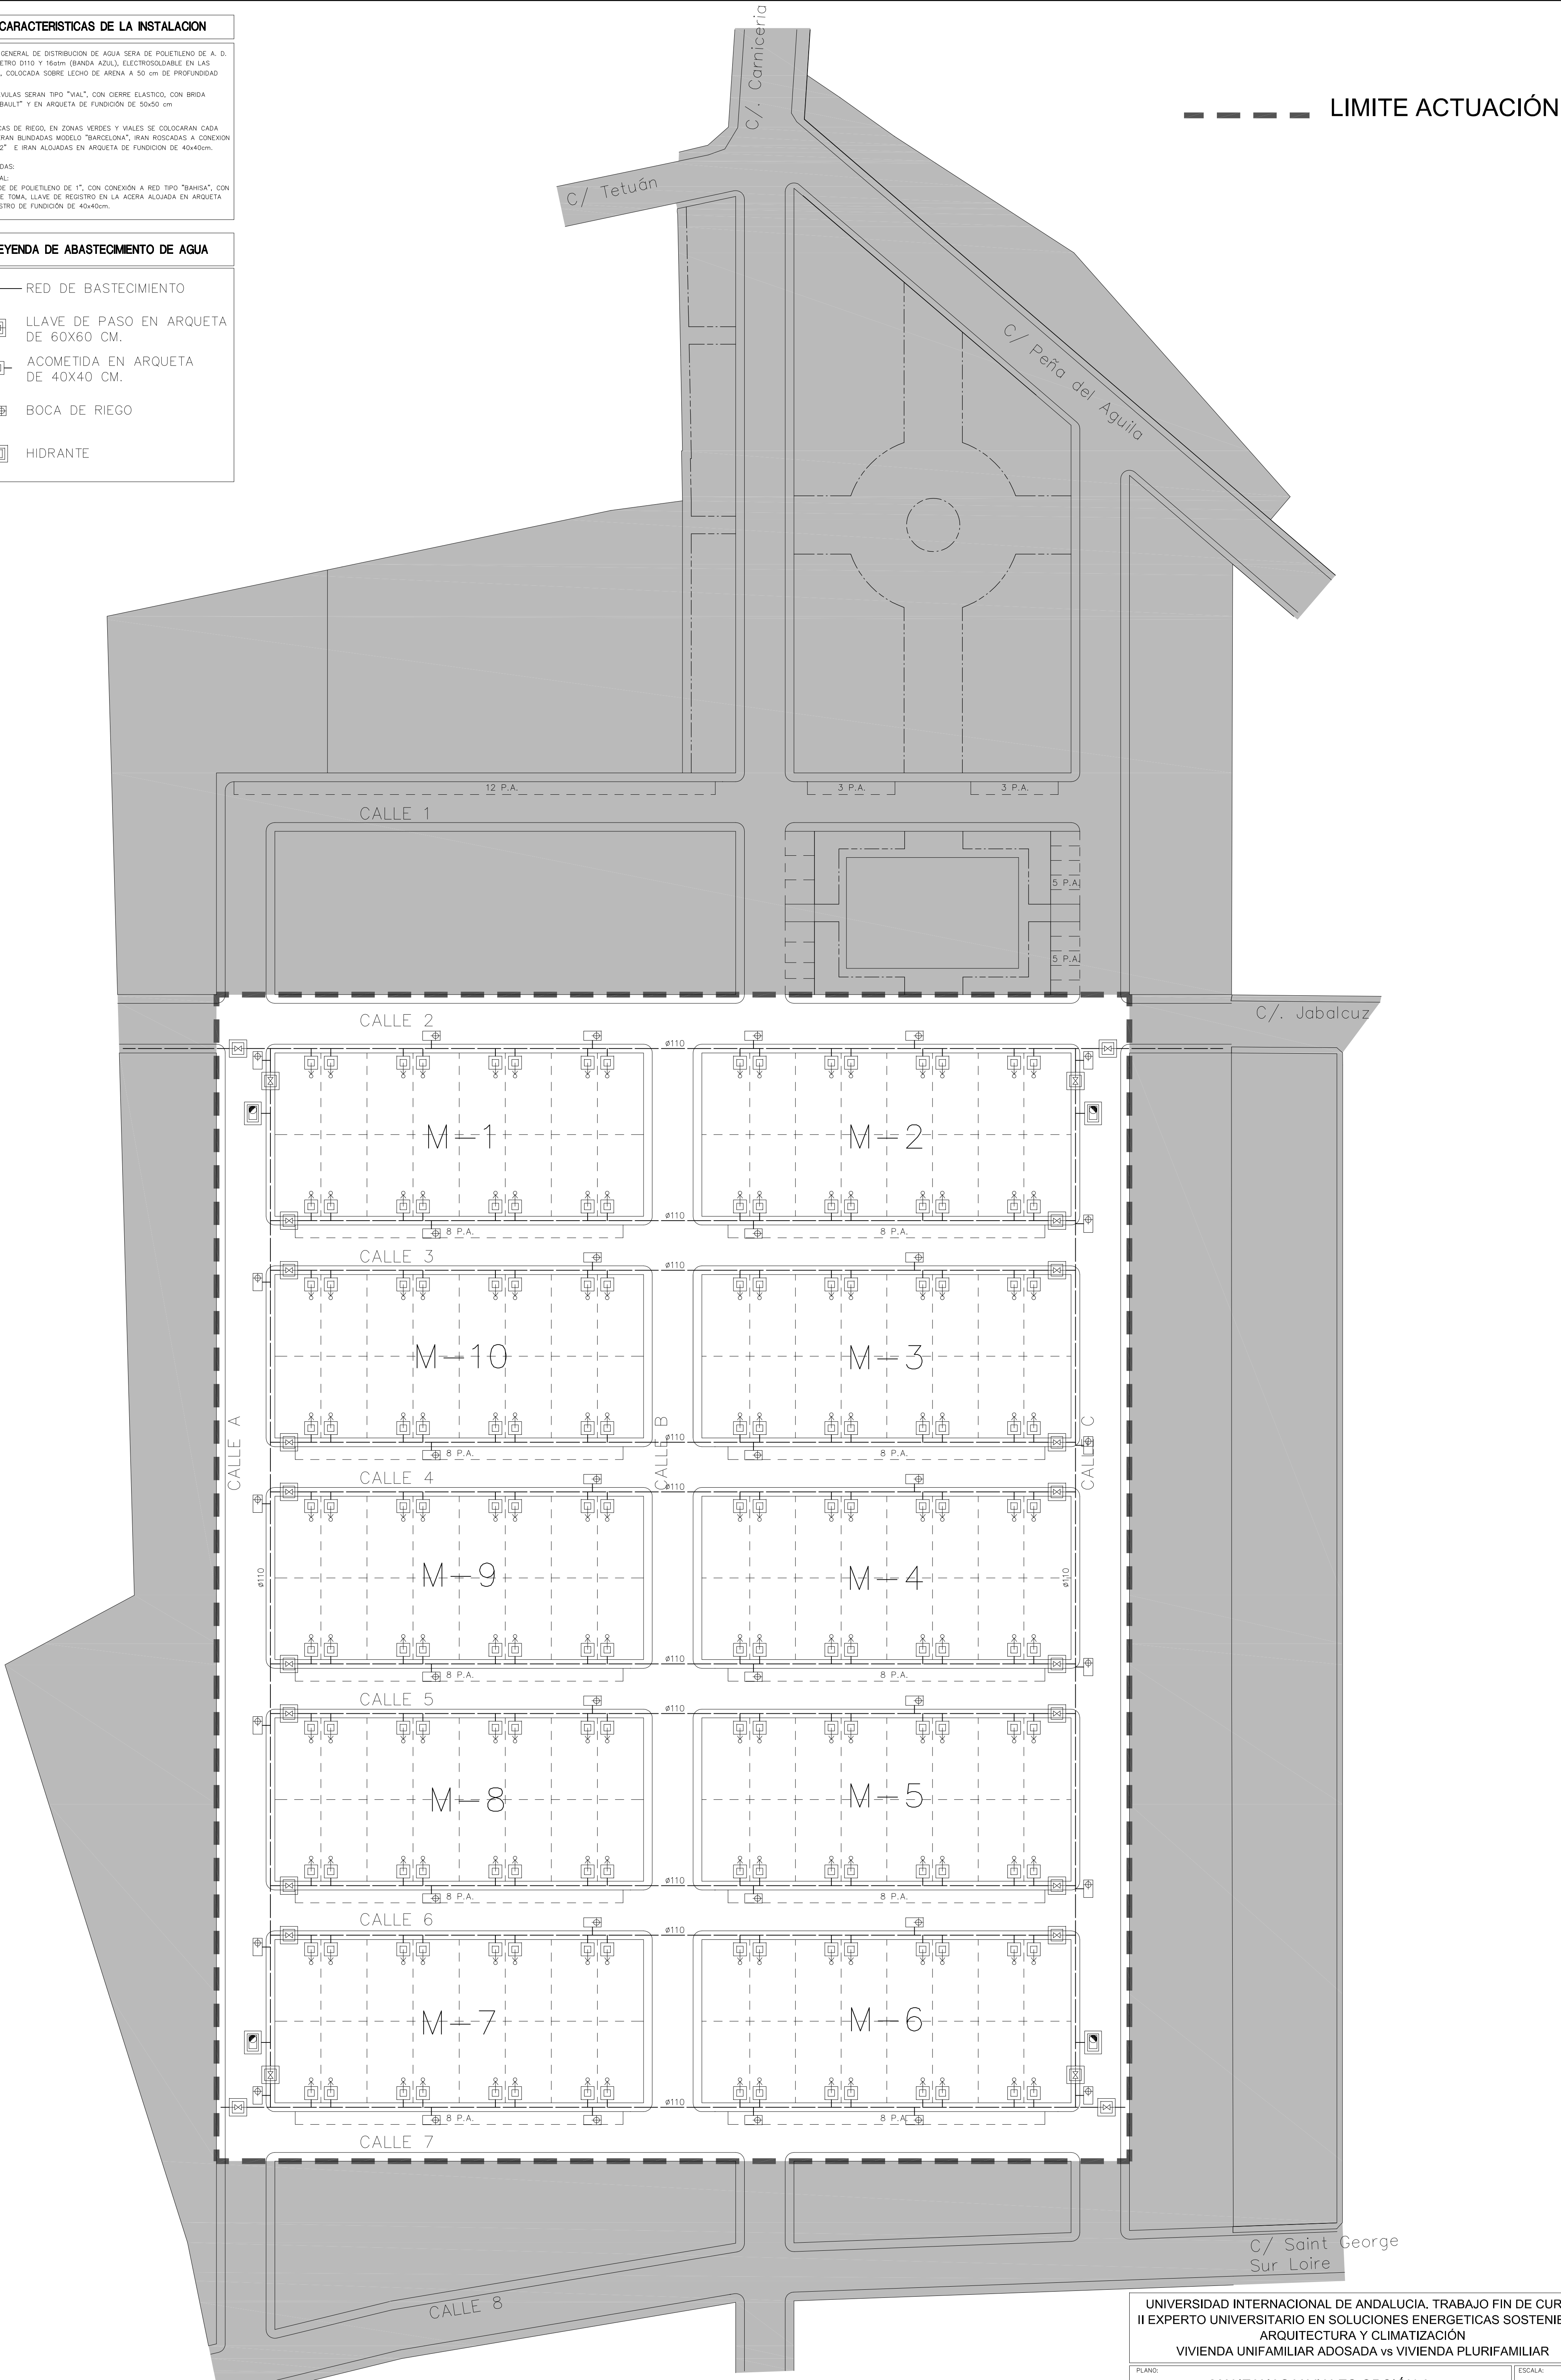 CARACTERISTICAS DE LA INSTALACION
GENERAL DE DISTRIBUCION DE AGUA SERA DE POLIETILENO DE A. D.
ETRO D110 Y 16atm (BANDA AZUL), ELECTROSOLDABLE EN LAS
, COLOCADA SOBRE LECHO DE ARENA A 50 cm DE PROFUNDIDAD
VULAS SERAN TIPO "VIAL", CON CIERRE ELASTICO, CON BRIDA
BAULT" Y EN ARQUETA DE FUNDICIÓN DE 50x50 cm
CAS DE RIEGO, EN ZONAS VERDES Y VIALES SE COLOCARAN CADA
ERAN BLINDADAS MODELO "BARCELONA", IRAN ROSCADAS A CONEXION
2" E IRAN ALOJADAS EN ARQUETA DE FUNDICION DE 40x40cm.
DAS:
AL:
DE DE POLIETILENO DE 1", CON CONEXIÓN A RED TIPO "BAHISA", CON
E TOMA, LLAVE DE REGISTRO EN LA ACERA ALOJADA EN ARQUETA
STRO DE FUNDICIÓN DE 40x40cm.
EYENDA DE ABASTECIMIENTO DE AGUA
RED DE BASTECIMIENTO
LLAVE DE PASO EN ARQUETA
DE 60X60 CM.
ACOMETIDA EN ARQUETA
DE 40X40 CM.
BOCA DE RIEGO
HIDRANTE
LIMITE ACTUACIÓN
C/. Carniceria
C/ Tetuán
C/ Peña del Aguila
12 P.A.
3 P.A.
3 P.A.
CALLE 1
5 P.A.
5 P.A.
C/. Jabalcuz
CALLE 2
ø110
M-1
M-2
ø110
8 P.A.
8 P.A.
CALLE 3
ø110
M-10
M-3
CALLE A
CALLE B
CALLE C
ø110
8 P.A.
8 P.A.
CALLE 4
ø110
ø110
M-9
M-4
ø110
ø110
8 P.A.
8 P.A.
CALLE 5
ø110
M-8
M-5
ø110
8 P.A.
8 P.A.
CALLE 6
ø110
M-7
M-6
ø110
8 P.A.
8 P.A.
CALLE 7
C/ Saint George
Sur Loire
CALLE 8
UNIVERSIDAD INTERNACIONAL DE ANDALUCIA. TRABAJO FIN DE CUR
II EXPERTO UNIVERSITARIO EN SOLUCIONES ENERGETICAS SOSTENIE
ARQUITECTURA Y CLIMATIZACIÓN
VIVIENDA UNIFAMILIAR ADOSADA vs VIVIENDA PLURIFAMILIAR
PLANO:
ESCALA: